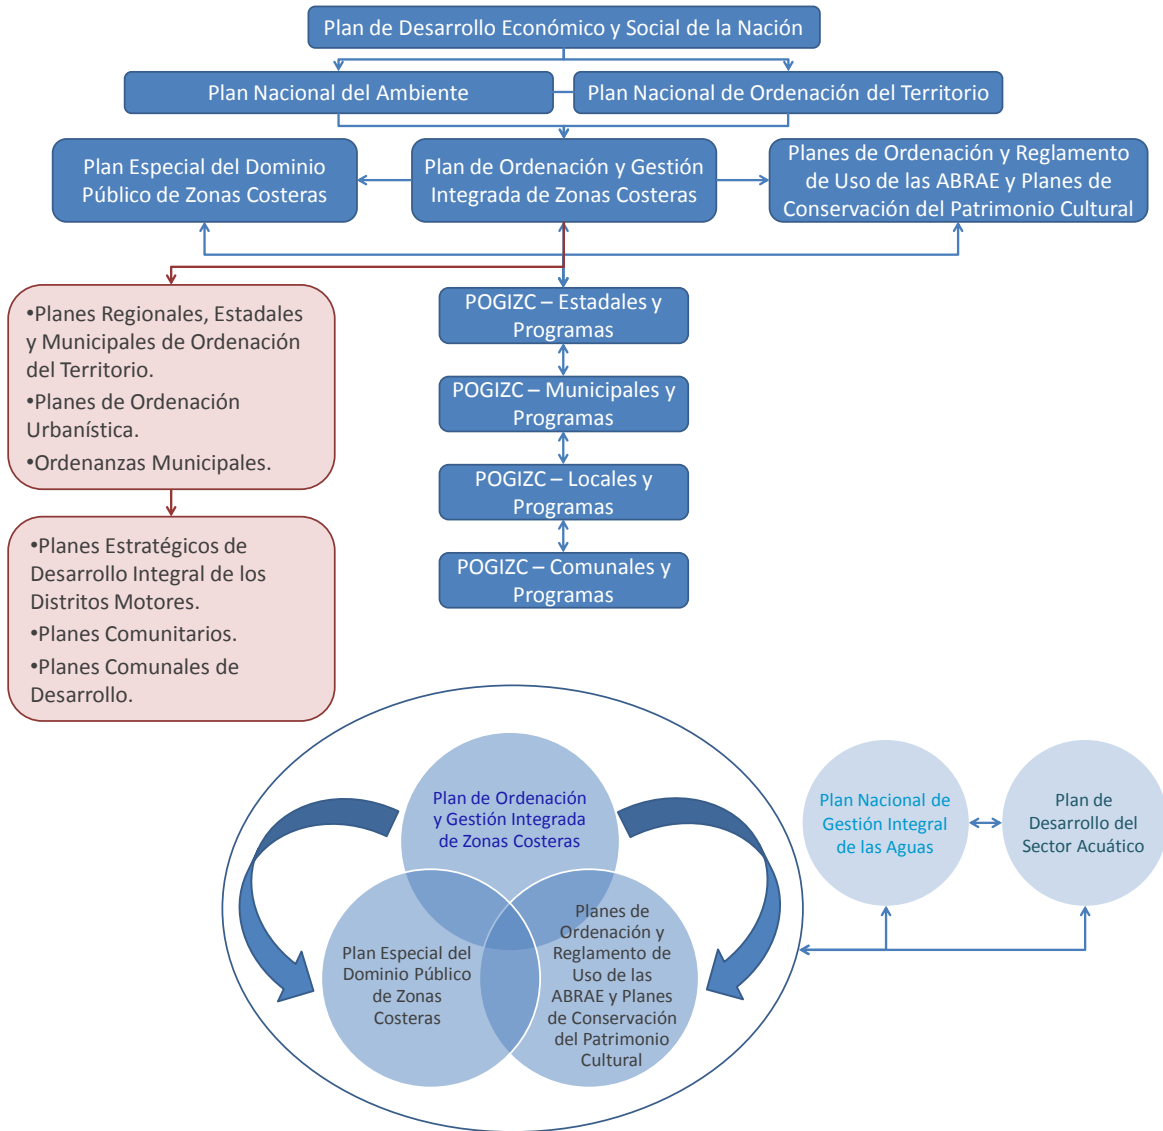 Plan de Desarrollo Económico y Social de la Nación
Plan Nacional del Ambiente
Plan Nacional de Ordenación del Territorio
Plan Especial del Dominio
Público de Zonas Costeras
Plan de Ordenación y Gestión
Integrada de Zonas Costeras
Planes de Ordenación y Reglamento
de Uso de las ABRAE y Planes de
Conservación del Patrimonio Cultural
•Planes Regionales, Estadales
y Municipales de Ordenación
del Territorio.
•Planes de Ordenación
Urbanística.
•Ordenanzas Municipales.
POGIZC – Estadales y
Programas
POGIZC – Municipales y
Programas
POGIZC – Locales y
Programas
POGIZC – Comunales y
Programas
•Planes Estratégicos de
Desarrollo Integral de los
Distritos Motores.
•Planes Comunitarios.
•Planes Comunales de
Desarrollo.
Plan de Ordenación
y Gestión Integrada
de Zonas Costeras
Plan Especial del
Dominio Público
de Zonas
Costeras
Planes de
Ordenación y
Reglamento de
Uso de las
ABRAE y Planes
de Conservación
del Patrimonio
Cultural
Plan Nacional de
Gestión Integral
de las Aguas
Plan de
Desarrollo del
Sector Acuático